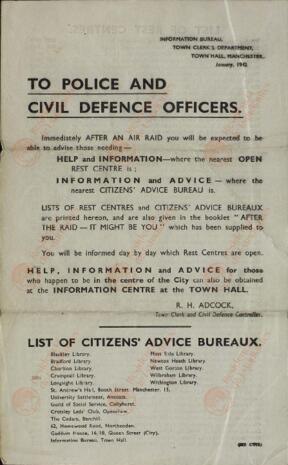 INFORMATION BUREAU,
TOWN CLERK'S DEPARTMENT,
TOWN HALL, MANCHESTER.
January, 1942.
TO POLICE AND
CIVIL DEFENCE OFFICERS.
Immediately AFTER AN AIR RAID you will be expected to be
able to advise those needing—
HELP and INFORMATION—where the nearest OPEN
REST CENTRE is;
INFORMATION and ADVICE — where the
nearest CITIZENS' ADVICE BUREAU is.
LISTS OF REST CENTRES and CITIZENS' ADVICE BUREAUX
are printed hereon, and are also given in the booklet "AFTER
THE RAID — IT MIGHT BE YOU" which has been supplied
to you.
You will be informed day by day which Rest Centres are open.
HELP, INFORMATION and ADVICE for those
who happen to be in the centre of the City can also be obtained
at the INFORMATION CENTRE at the TOWN HALL.
R. H. ADCOCK,
Town Clerk and Civil Defence Controller.
LIST OF CITIZENS' ADVICE BUREAUX.
Blackley Library.
Bradford Library.
Chorlton Library.
Crumpsall Library.
Longsight Library.
St. Andrew's Hall, Booth Street, Manchester, 13.
University Settlement, Ancoats.
Guild of Social Service, Collyhurst.
Crossley Lads' Club, Openshaw.
The Cedars, Benchill.
62, Homewood Road, Northenden.
Gaddum House, 16/18, Queen Street (City).
Information Bureau, Town Hall.
Moss Side Library.
Newton Heath Library.
West Gorton Library.
Wilbraham Library.
Withington Library.